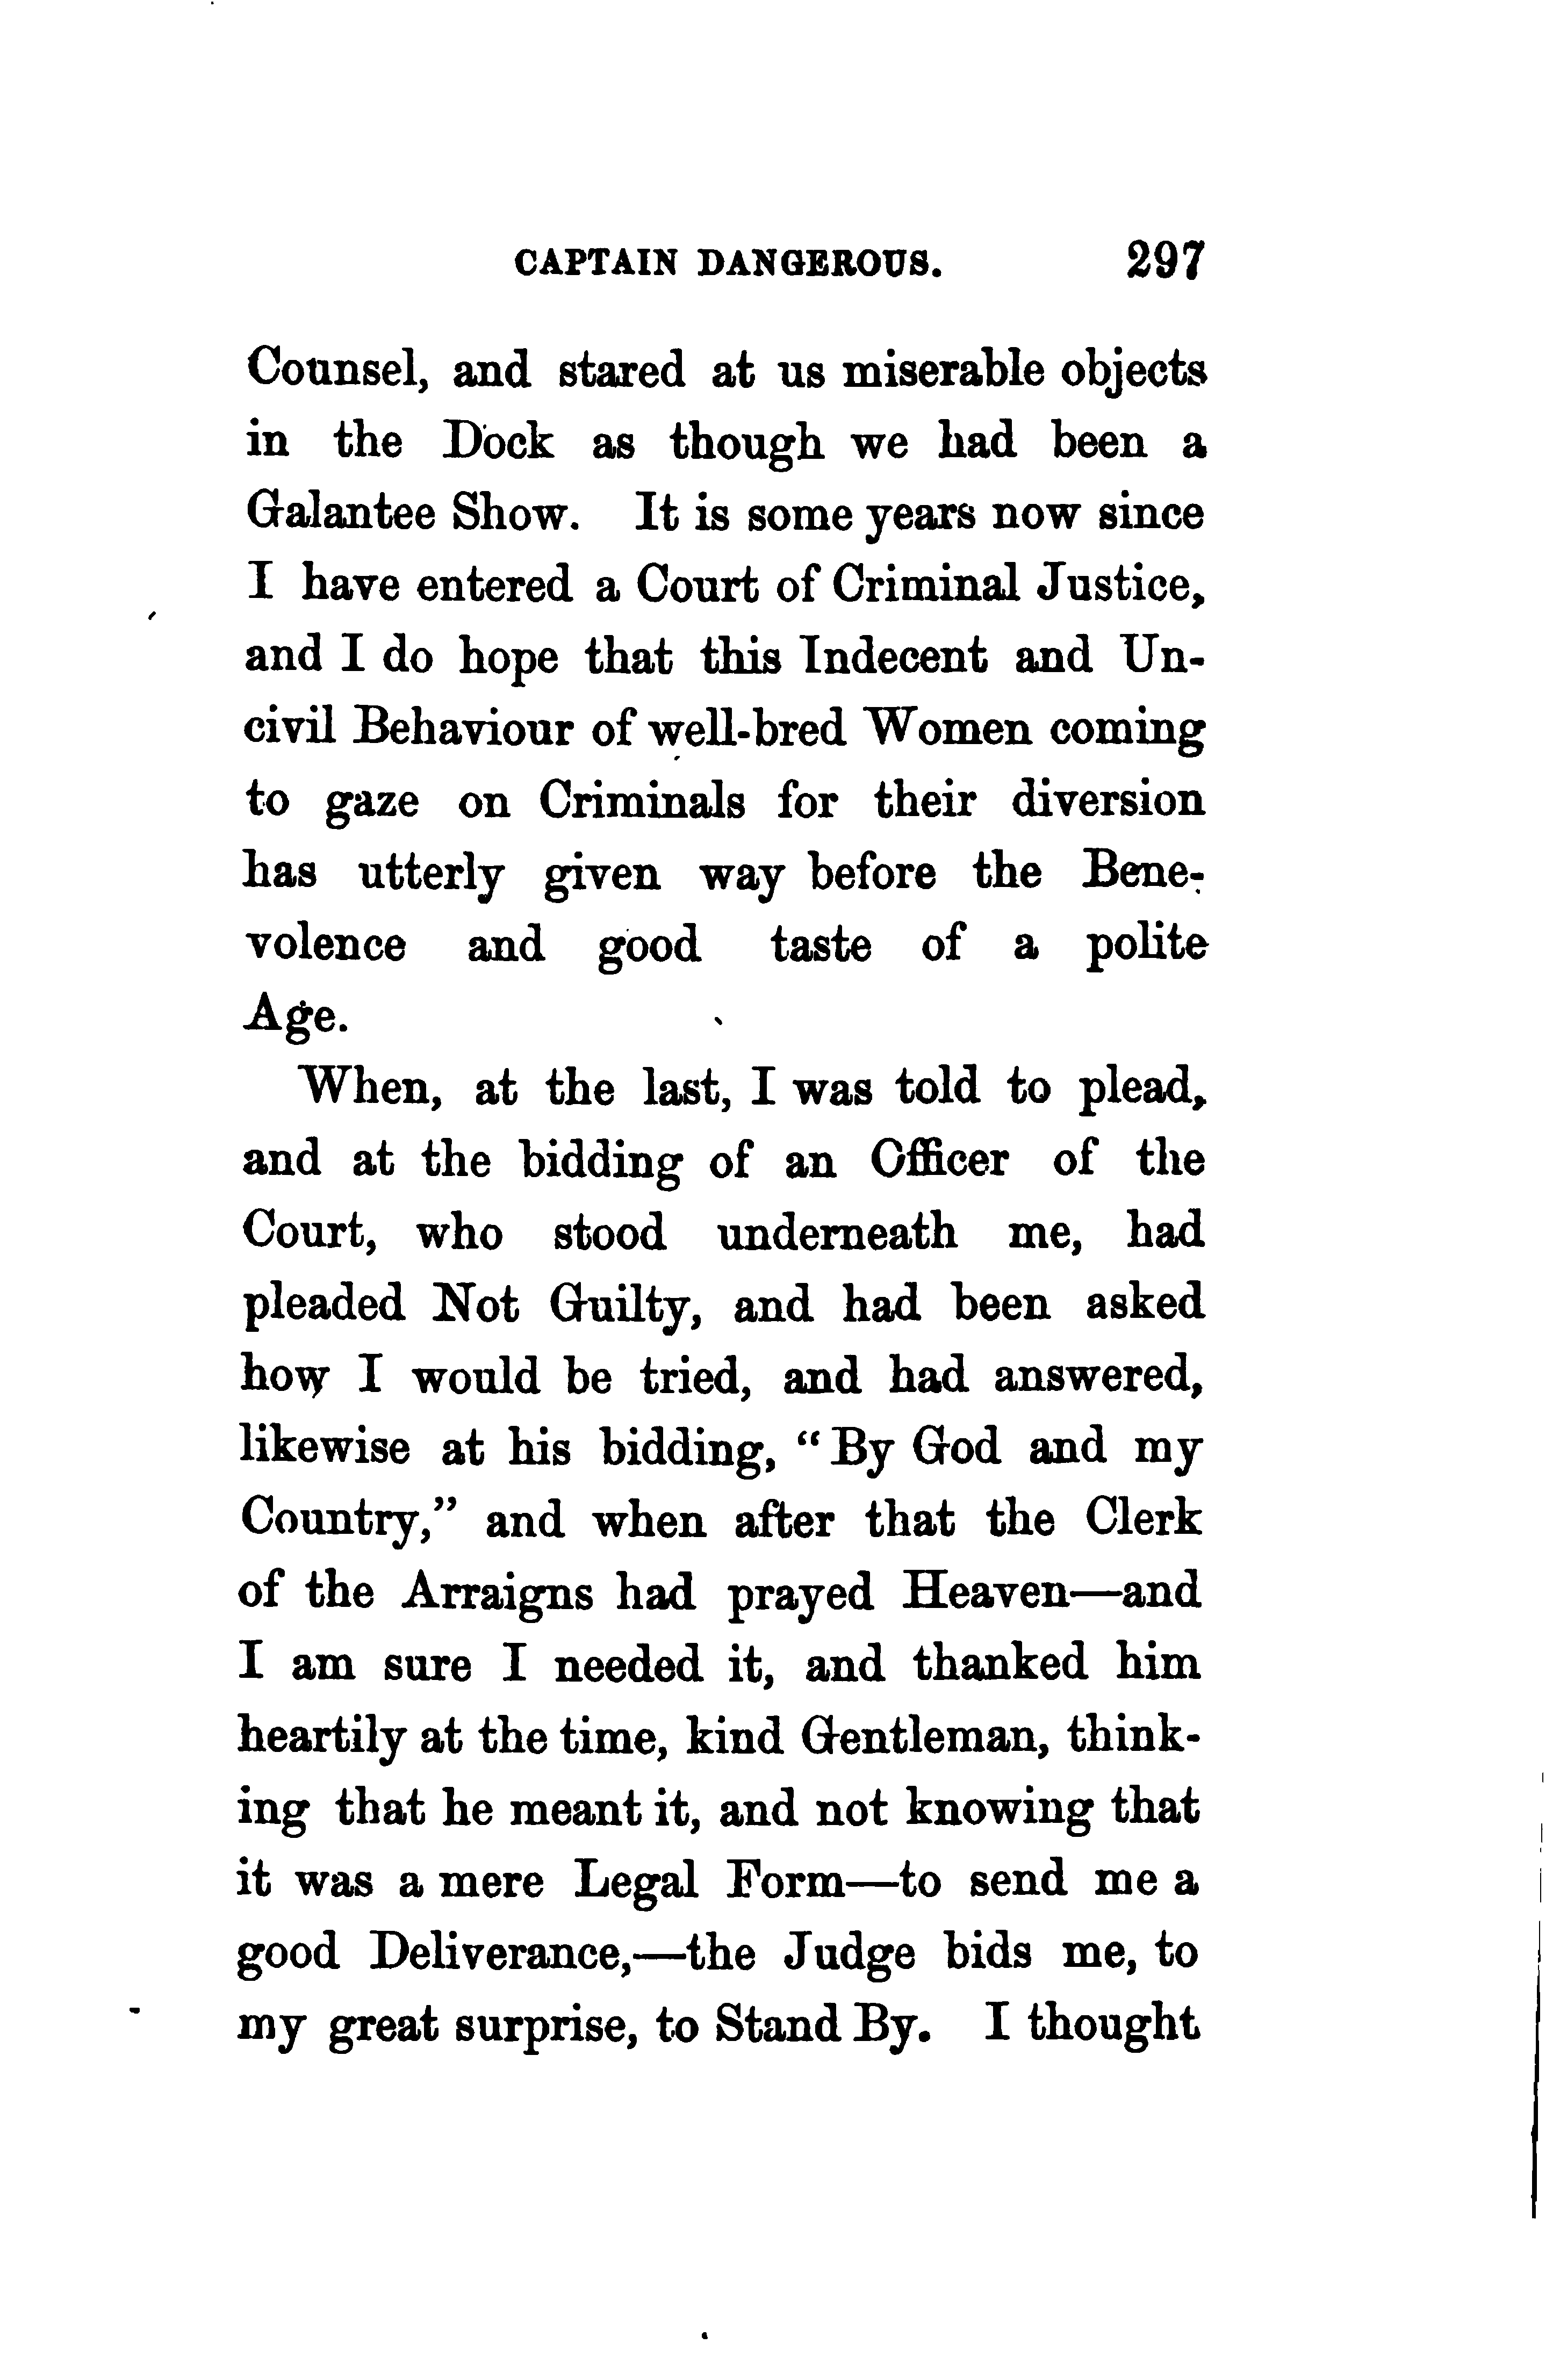 CAPTAIN DANGEROUS. 297
Counsel, and stared at us miserable objects
in the Dock as though we had been a
Galantee Show. It is some years now since
I have entered a Court of Criminal Justice,
and I do hope that this Indecent and Un-
civil Behaviour of well-bred Women coming
to gaze on Criminals for their diversion
has utterly given way before the Bene-
volence and good taste of a polite
Age.
When, at the last, I was told to plead,
and at the bidding of an Officer of the
Court, who stood underneath me, had
pleaded Not Guilty, and had been asked
how I would be tried, and had answered,
likewise at his bidding, “By God and my
Country,” and when after that the Clerk
of the Arraigns had prayed Heaven—and
I am sure I needed it, and thanked him
heartily at the time, kind Gentleman, think-
ing that he meant it, and not knowing that
it was a mere Legal Form—to send me a
good Deliverance,—the Judge bids me, to
my great surprise, to Stand By. I thought